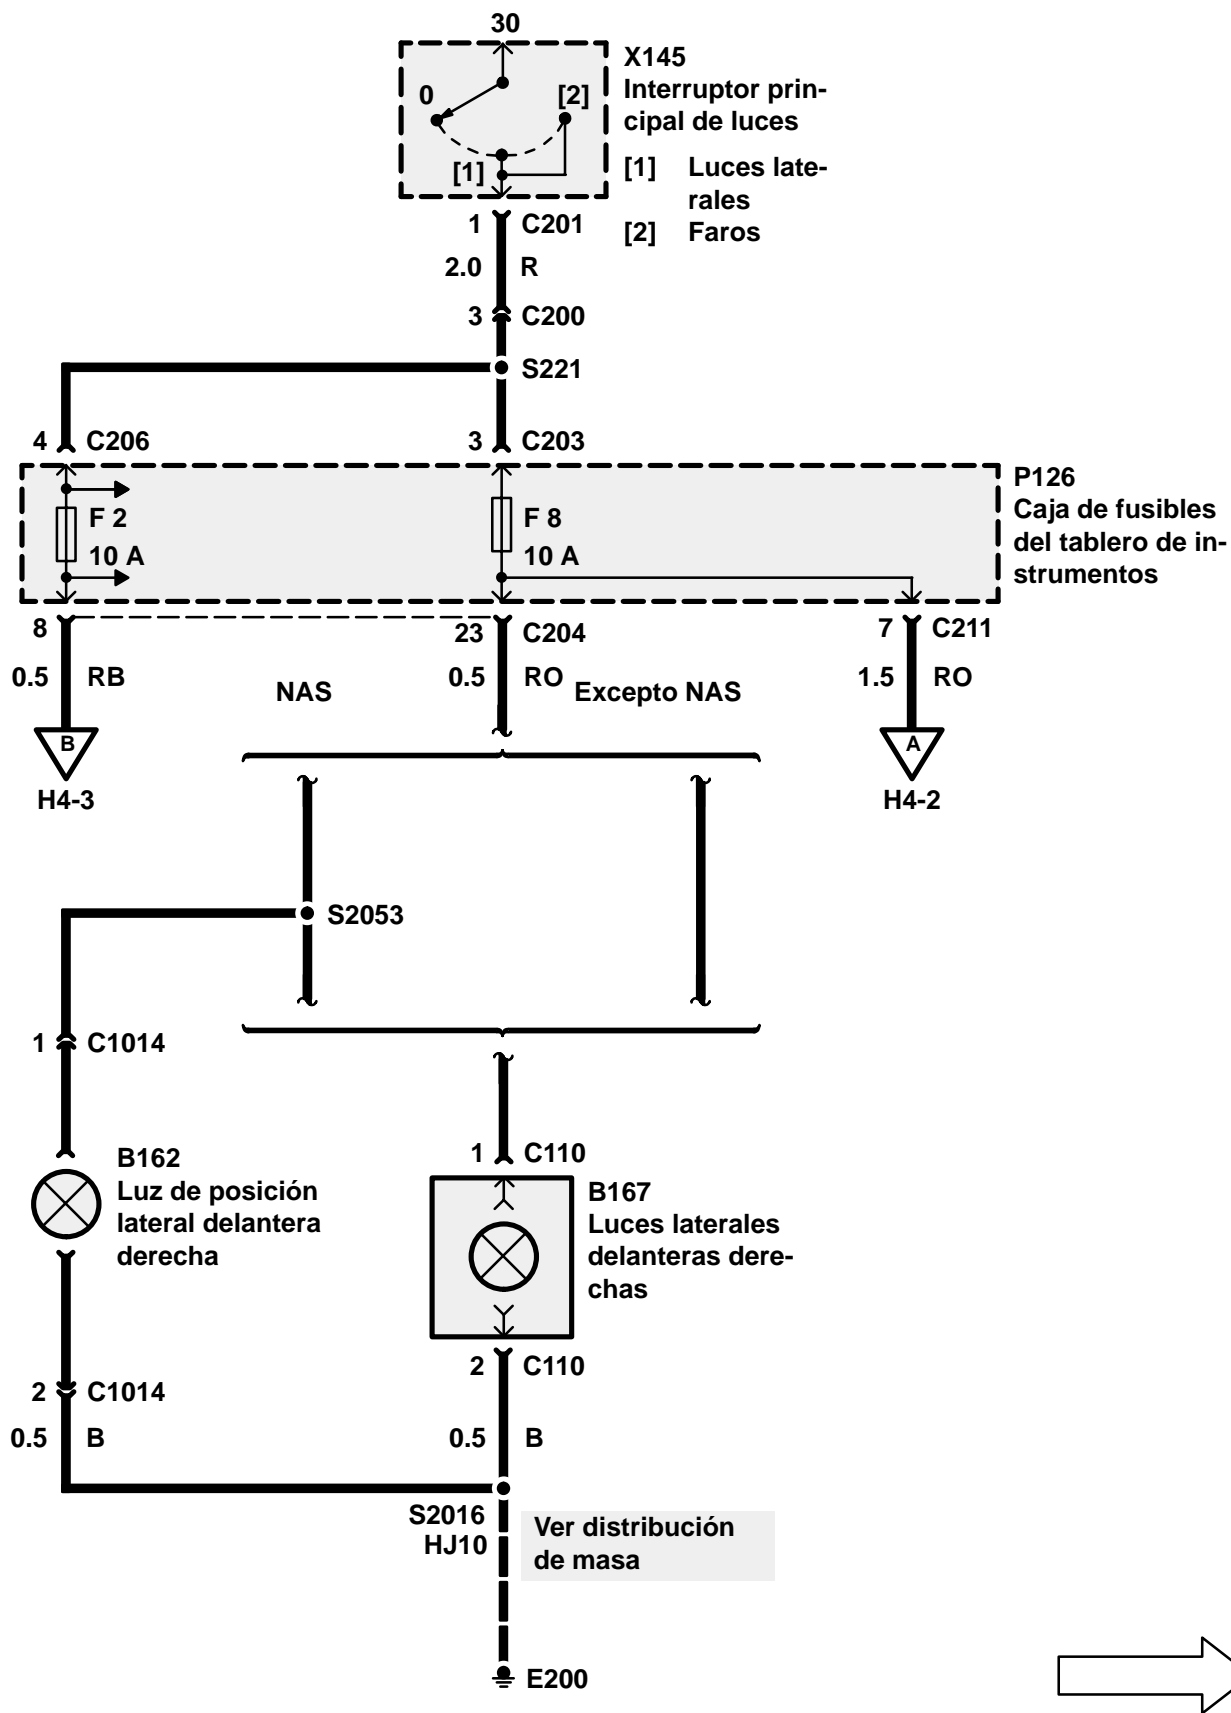 30
X145
Interruptor prin-
cipal de luces
0
[2]
[1]
[1] Luces late-
rales
[2] Faros
1 C201
2.0 R
3 C200
S221
4 C206
3 C203
P126
Caja de fusibles
del tablero de in-
strumentos
F 2
10 A
F 8
10 A
8
23 C204
7 C211
0.5 RB
NAS
0.5 RO
Excepto NAS
1.5 RO
B
H4-3
A
H4-2
S2053
1 C1014
B162
Luz de posición
lateral delantera
derecha
1 C110
B167
Luces laterales
delanteras dere-
chas
2 C110
2 C1014
0.5 B
0.5 B
S2016
HJ10
Ver distribución
de masa
E200